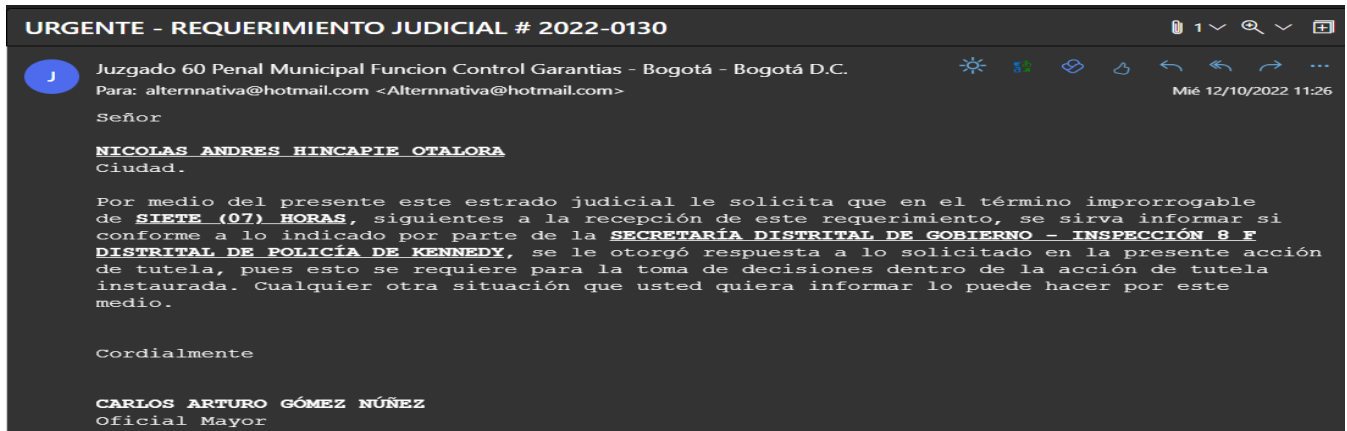 URGENTE - REQUERIMIENTO JUDICIAL # 2022-0130
1
J
Juzgado 60 Penal Municipal Funcion Control Garantias - Bogotá - Bogotá D.C.
Para: alternnativa@hotmail.com <Alternnativa@hotmail.com>
Mié 12/10/2022 11:26
Señor
NICOLAS ANDRES HINCAPIE OTALORA
Ciudad.
Por medio del presente este estrado judicial le solicita que en el término improrrogable
de SIETE (07) HORAS, siguientes a la recepción de este requerimiento, se sirva informar si
conforme a lo indicado por parte de la SECRETARÍA DISTRITAL DE GOBIERNO – INSPECCIÓN 8 F
DISTRITAL DE POLICÍA DE KENNEDY, se le otorgó respuesta a lo solicitado en la presente acción
de tutela, pues esto se requiere para la toma de decisiones dentro de la acción de tutela
instaurada. Cualquier otra situación que usted quiera informar lo puede hacer por este
medio.
Cordialmente
CARLOS ARTURO GÓMEZ NÚÑEZ
Oficial Mayor